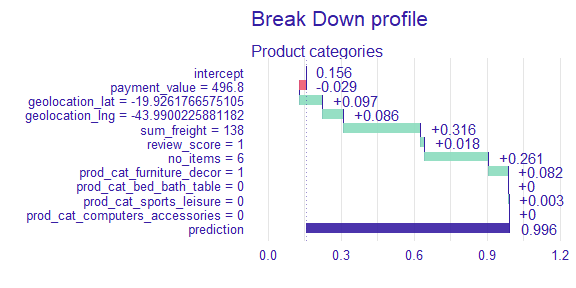 Break Down profile
Product categories
intercept 0.156
payment_value = 496.8 -0.029
geolocation_lat = -19.9261766575105 +0.097
geolocation_lng = -43.9900225881182 +0.086
sum_freight = 138 +0.316
review_score = 1 +0.018
no_items = 6 +0.261
prod_cat_furniture_decor = 1 +0.082
prod_cat_bed_bath_table = 0 +0
prod_cat_sports_leisure = 0 +0.003
prod_cat_computers_accessories = 0 +0
prediction 0.996
0.0 0.3 0.6 0.9 1.2